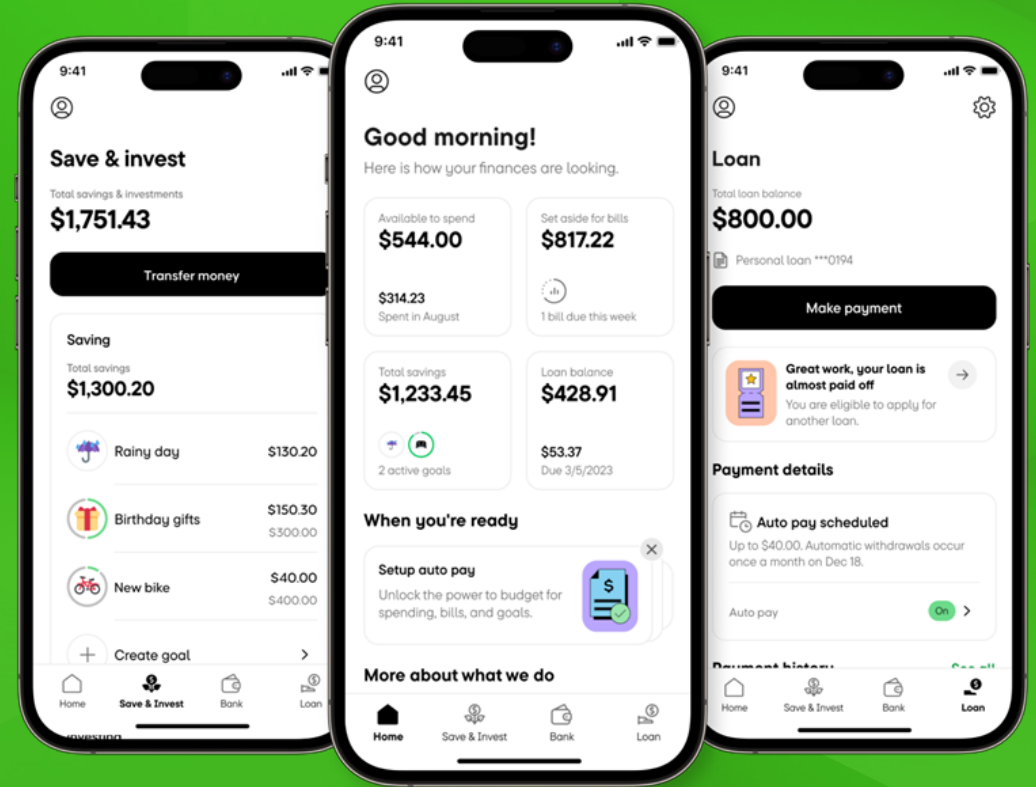 9:41
Save & invest
Total savings & investments
$1,751.43
Transfer money
Saving
Total savings
$1,300.20
Rainy day $130.20
Birthday gifts $150.30
$300.00
New bike $40.00
$400.00
Create goal
Home Save & Invest Bank Loan
Investing
9:41
Good morning!
Here is how your finances are looking.
Available to spend
$544.00
$314.23
Spent in August
Set aside for bills
$817.22
1 bill due this week
Total savings
$1,233.45
2 active goals
Loan balance
$428.91
$53.37
Due 3/5/2023
When you're ready
Setup auto pay
Unlock the power to budget for
spending, bills, and goals.
$
More about what we do
Home Save & Invest Bank Loan
9:41
Loan
Total loan balance
$800.00
Personal loan ***0194
Make payment
Great work, your loan is
almost paid off
You are eligible to apply for
another loan.
Payment details
Auto pay scheduled
Up to $40.00. Automatic withdrawals occur
once a month on Dec 18.
Auto pay On
Payment history See all
Home Save & Invest Bank Loan